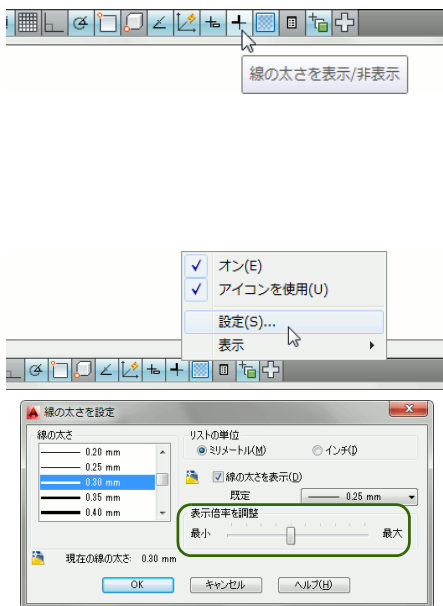 線の太さを表示/非表示
オン(E)
アイコンを使用(U)
設定(S)...
表示
線の太さを設定
線の太さ
0.20 mm
0.25 mm
0.30 mm
0.35 mm
0.40 mm
リストの単位
ミリメートル(M) インチ(I)
線の太さを表示(D)
既定 0.25 mm
表示倍率を調整
最小 最大
現在の線の太さ: 0.30 mm
OK キャンセル ヘルプ(H)